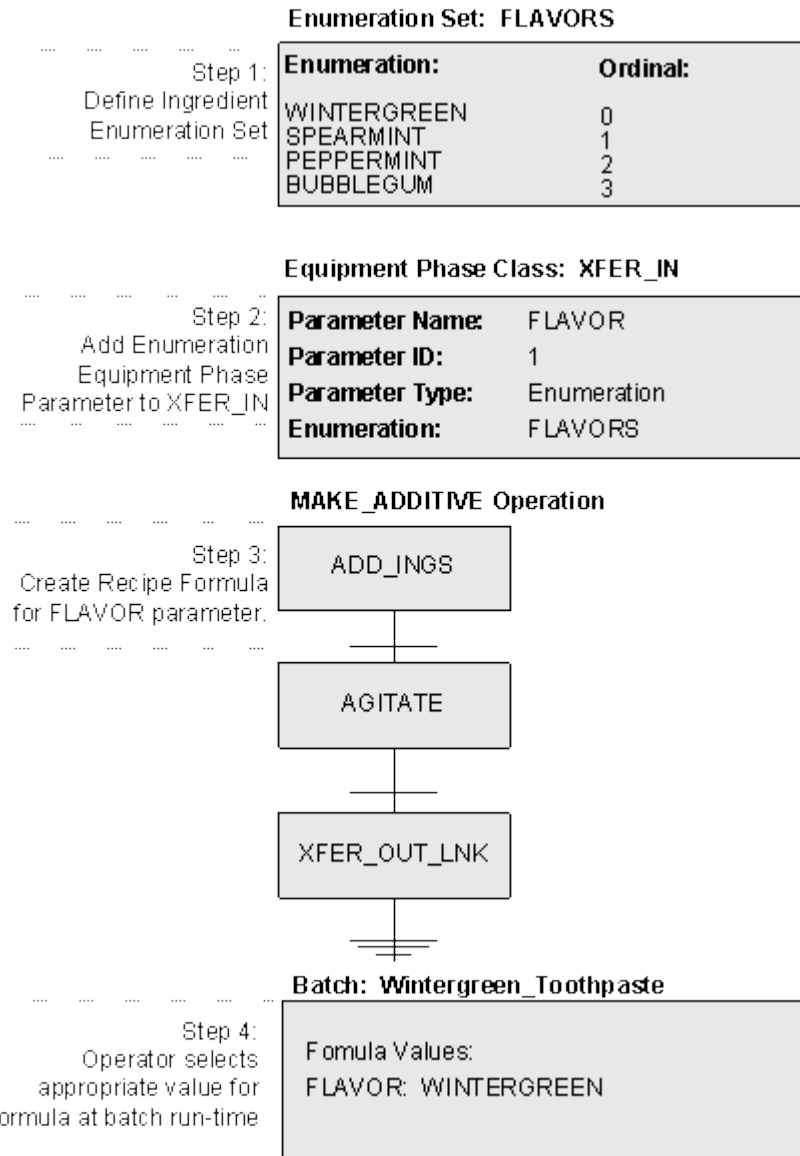 Enumeration Set: FLAVORS
Step 1:
Define Ingredient
Enumeration Set
Enumeration: Ordinal:
WINTERGREEN 0
SPEARMINT 1
PEPPERMINT 2
BUBBLEGUM 3
Equipment Phase Class: XFER_IN
Step 2:
Add Enumeration
Equipment Phase
Parameter to XFER_IN
Parameter Name: FLAVOR
Parameter ID: 1
Parameter Type: Enumeration
Enumeration: FLAVORS
MAKE_ADDITIVE Operation
Step 3:
Create Recipe Formula
for FLAVOR parameter.
ADD_INGS
AGITATE
XFER_OUT_LNK
Batch: Wintergreen_Toothpaste
Step 4:
Operator selects
appropriate value for
ormula at batch run-time
Fomula Values:
FLAVOR: WINTERGREEN